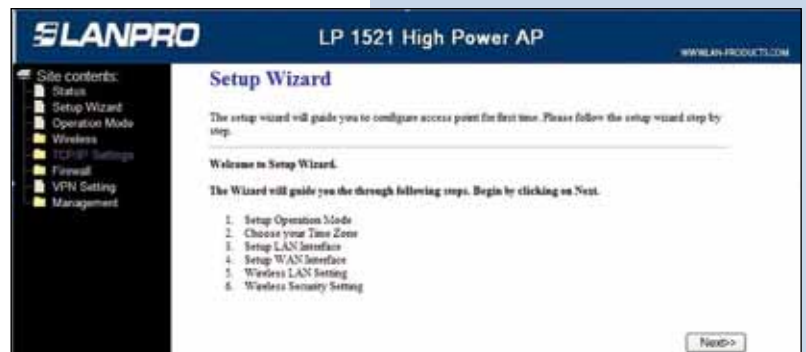 SLANPRO
LP 1521 High Power AP
WWW.LAN-PRODUCTS.COM
Site contents:
Status
Setup Wizard
Operation Mode
Wireless
TCP/IP Settings
Firewall
VPN Setting
Management
Setup Wizard
The setup wizard will guide you to configure access point for first time. Please follow the setup wizard step by
step.
Welcome to Setup Wizard.
The Wizard will guide you the through following steps. Begin by clicking on Next.
1. Setup Operation Mode
2. Choose your Time Zone
3. Setup LAN Interface
4. Setup WAN Interface
5. Wireless LAN Setting
6. Wireless Security Setting
Next>>